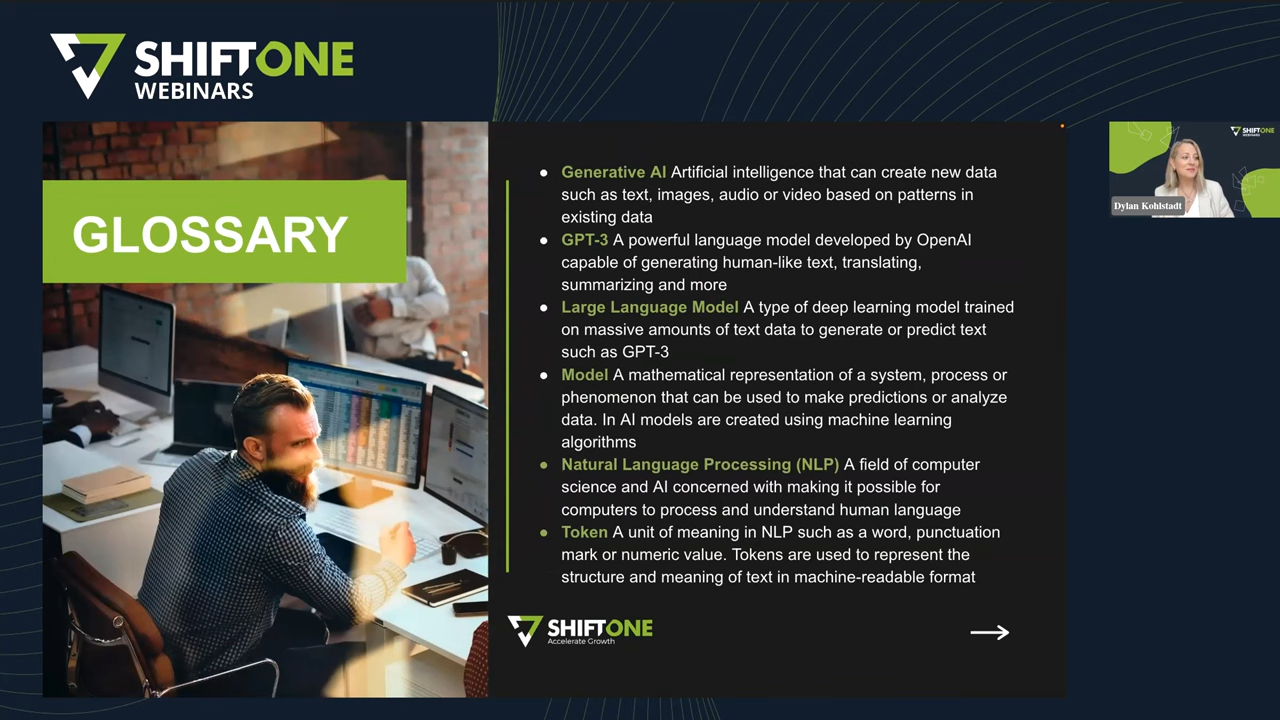 SHIFTONE
WEBINARS
GLOSSARY
● Generative AI Artificial intelligence that can create new data
such as text, images, audio or video based on patterns in
existing data
● GPT-3 A powerful language model developed by OpenAI
capable of generating human-like text, translating,
summarizing and more
● Large Language Model A type of deep learning model trained
on massive amounts of text data to generate or predict text
such as GPT-3
● Model A mathematical representation of a system, process or
phenomenon that can be used to make predictions or analyze
data. In AI models are created using machine learning
algorithms
● Natural Language Processing (NLP) A field of computer
science and AI concerned with making it possible for
computers to process and understand human language
● Token A unit of meaning in NLP such as a word, punctuation
mark or numeric value. Tokens are used to represent the
structure and meaning of text in machine-readable format
SHIFTONE
Accelerate Growth
SHIFTONE
WEBINARS
Dylan Kohlstadt